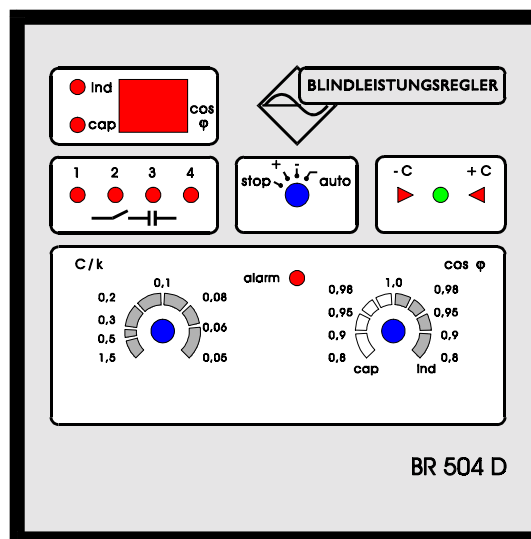 BLINDLEISTUNGSREGLER
ind
cap
cos
φ
1 2 3 4
stop + - auto
- C + C
C / k
0,1
0,2 0,08
0,3 0,06
0,5
1,5 0,05
alarm
cos φ
1,0
0,98 0,98
0,95 0,95
0,9 0,9
0,8 0,8
cap ind
BR 504 D